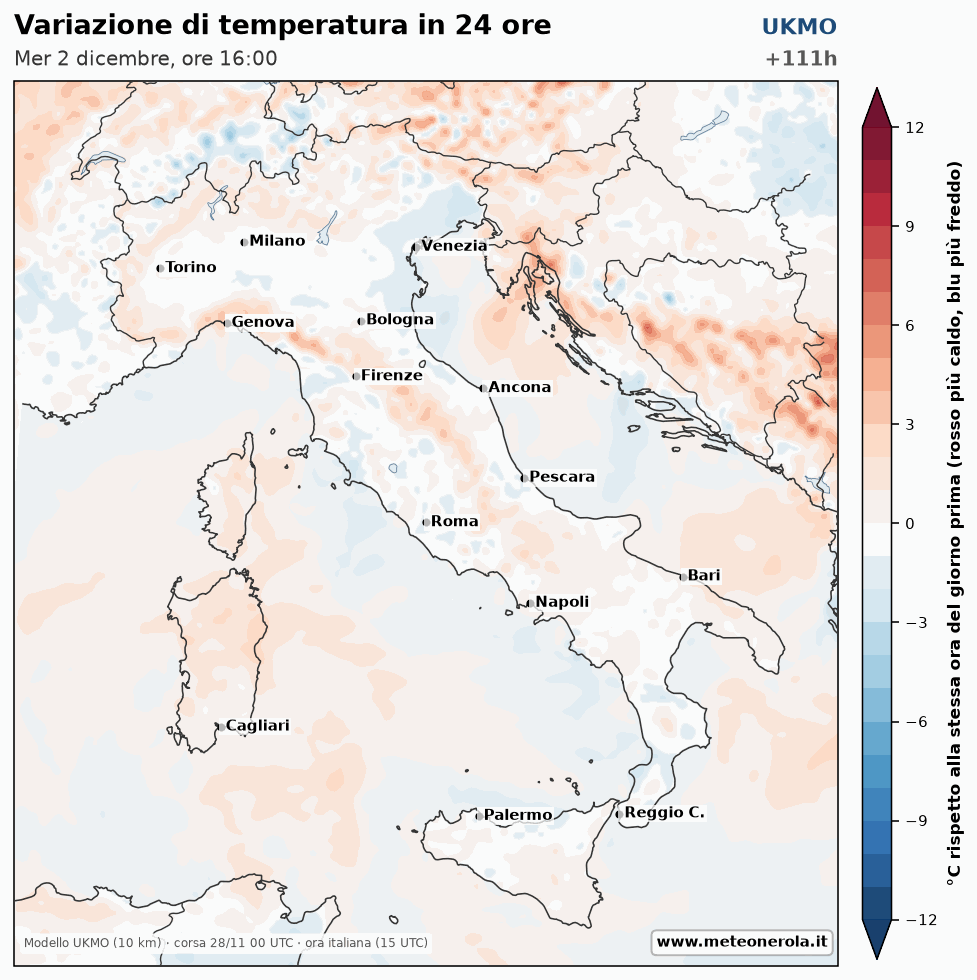 Variazione di temperatura in 24 ore
UKMO
Mer 2 dicembre, ore 16:00
+111h
Milano
Venezia
Torino
Genova
Bologna
Firenze
Ancona
Pescara
Roma
Bari
Napoli
Cagliari
Palermo
Reggio C.
Modello UKMO (10 km) · corsa 28/11 00 UTC · ora italiana (15 UTC)
www.meteonerola.it
12
9
6
3
0
−3
−6
−9
−12
°C rispetto alla stessa ora del giorno prima (rosso più caldo, blu più freddo)